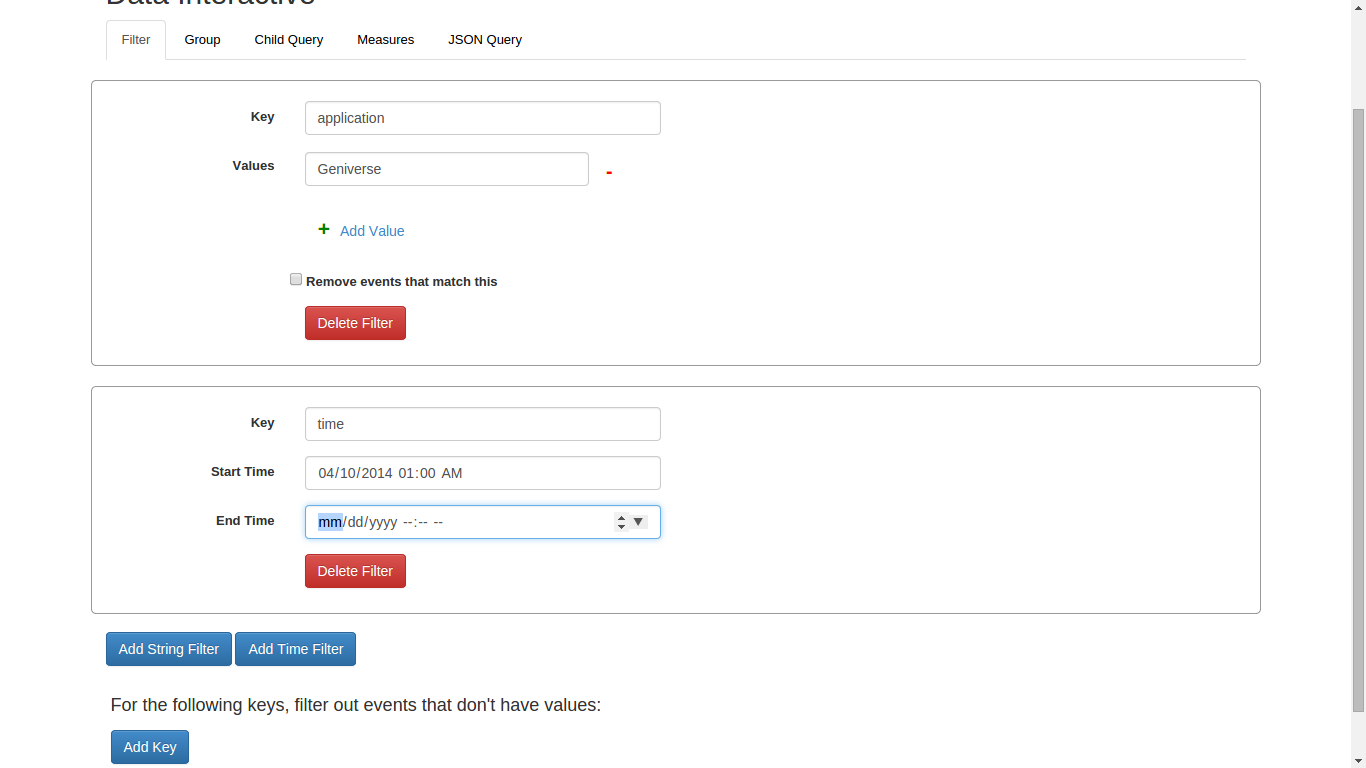 Data Interactive
Filter Group Child Query Measures JSON Query
Key application
Values Geniverse -
+ Add Value
Remove events that match this
Delete Filter
Key time
Start Time 04/10/2014 01:00 AM
End Time mm/dd/yyyy --:-- --
Delete Filter
Add String Filter Add Time Filter
For the following keys, filter out events that don't have values:
Add Key